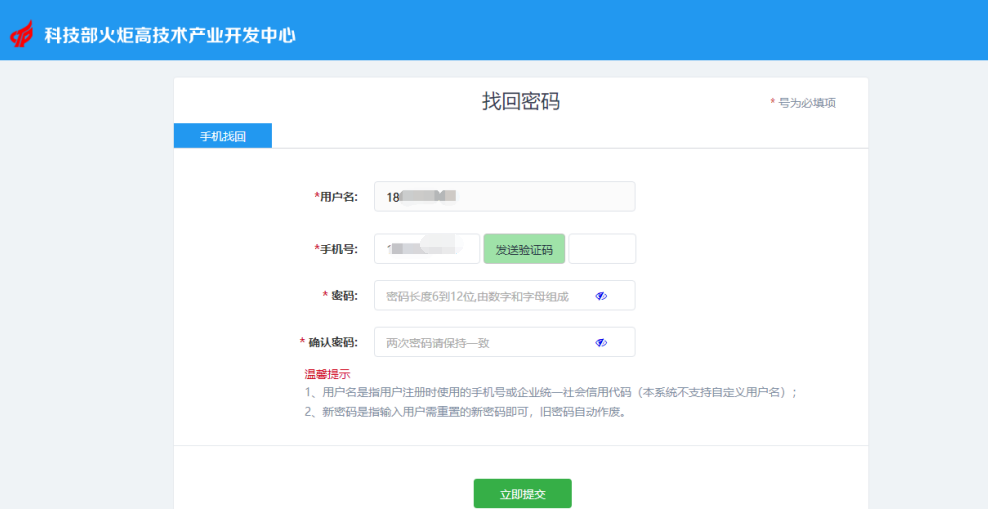 科技部火炬高技术产业开发中心
找回密码
* 号为必填项
手机找回
*用户名: 18
*手机号: 发送验证码
* 密码: 密码长度6到12位,由数字和字母组成
* 确认密码: 两次密码请保持一致
温馨提示
1、用户名是指用户注册时使用的手机号或企业统一社会信用代码（本系统不支持自定义用户名）;
2、新密码是指输入用户需重置的新密码即可，旧密码自动作废。
立即提交